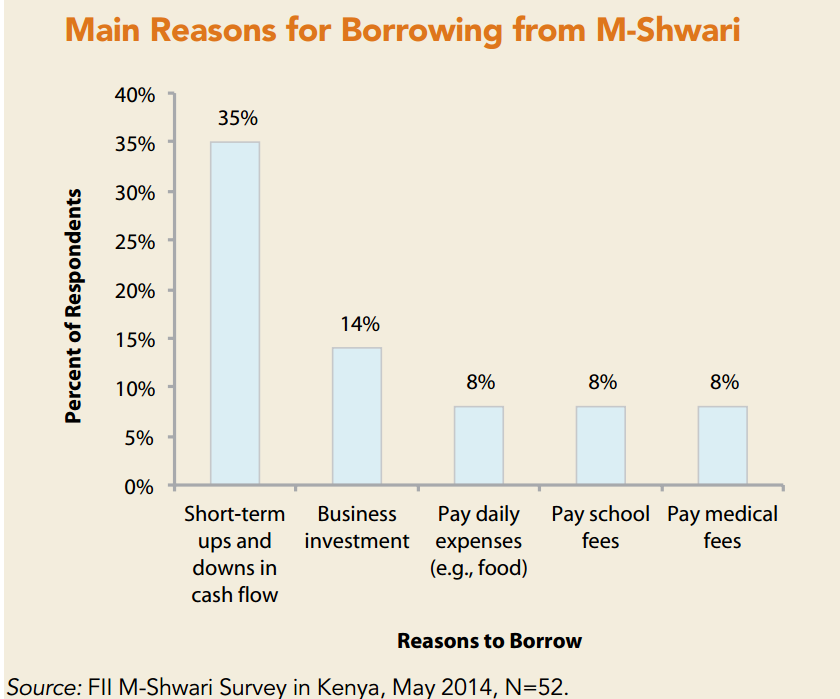 Main Reasons for Borrowing from M-Shwari
Percent of Respondents
40%
35%
30%
25%
20%
15%
10%
5%
0%
35%
14%
8%
8%
8%
Short-term
ups and
downs in
cash flow
Business
investment
Pay daily
expenses
(e.g., food)
Pay school
fees
Pay medical
fees
Reasons to Borrow
Source: FII M-Shwari Survey in Kenya, May 2014, N=52.